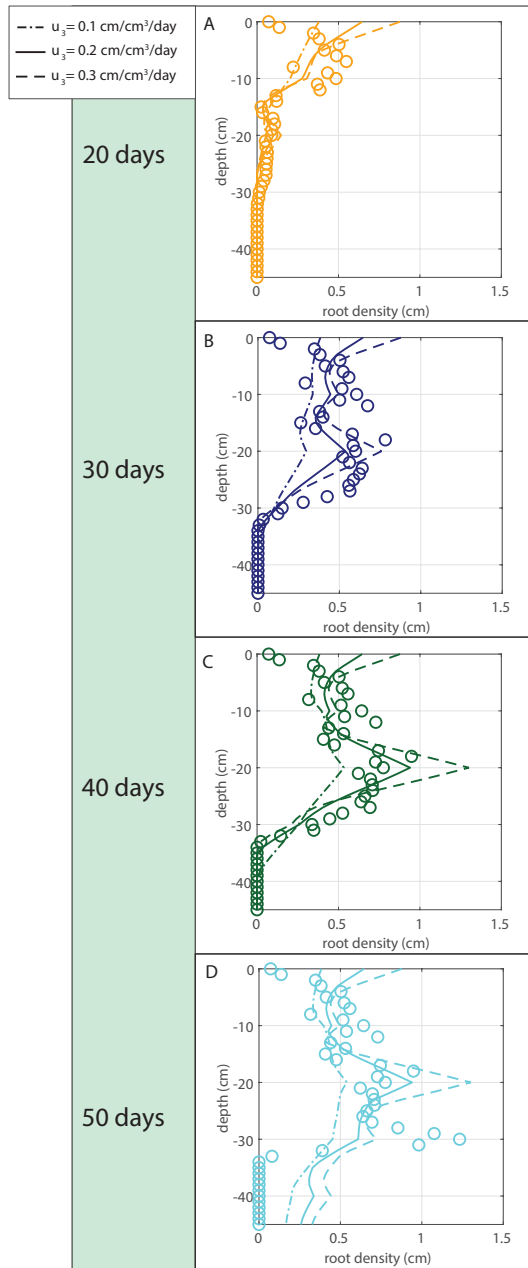 u₃= 0.1 cm/cm³/day
u₃= 0.2 cm/cm³/day
u₃= 0.3 cm/cm³/day
20 days
A
0
-10
-20
-30
-40
depth (cm)
0
0.5
1
1.5
root density (cm)
30 days
B
0
-10
-20
-30
-40
depth (cm)
0
0.5
1
1.5
root density (cm)
40 days
C
0
-10
-20
-30
-40
depth (cm)
0
0.5
1
1.5
root density (cm)
50 days
D
0
-10
-20
-30
-40
depth (cm)
0
0.5
1
1.5
root density (cm)